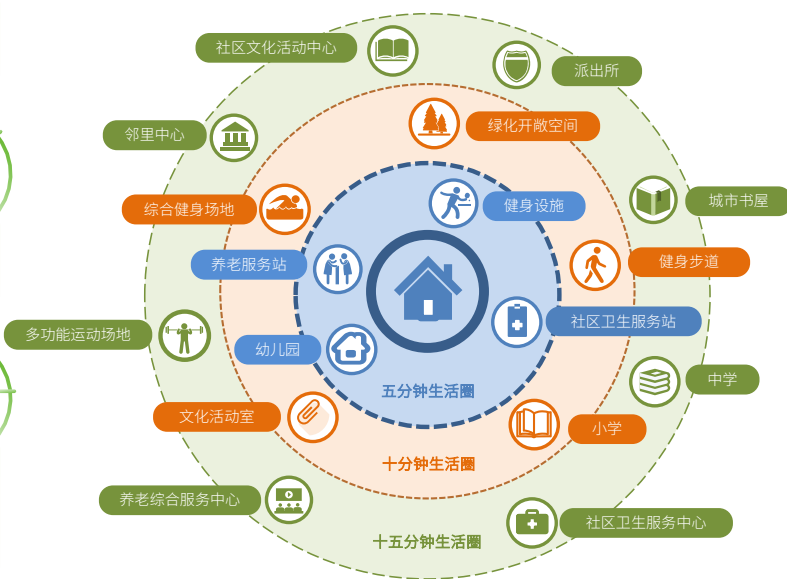 社区文化活动中心
派出所
绿化开敞空间
邻里中心
城市书屋
综合健身场地
健身设施
养老服务站
健身步道
多功能运动场地
社区卫生服务站
幼儿园
中学
五分钟生活圈
文化活动室
小学
十分钟生活圈
养老综合服务中心
社区卫生服务中心
十五分钟生活圈